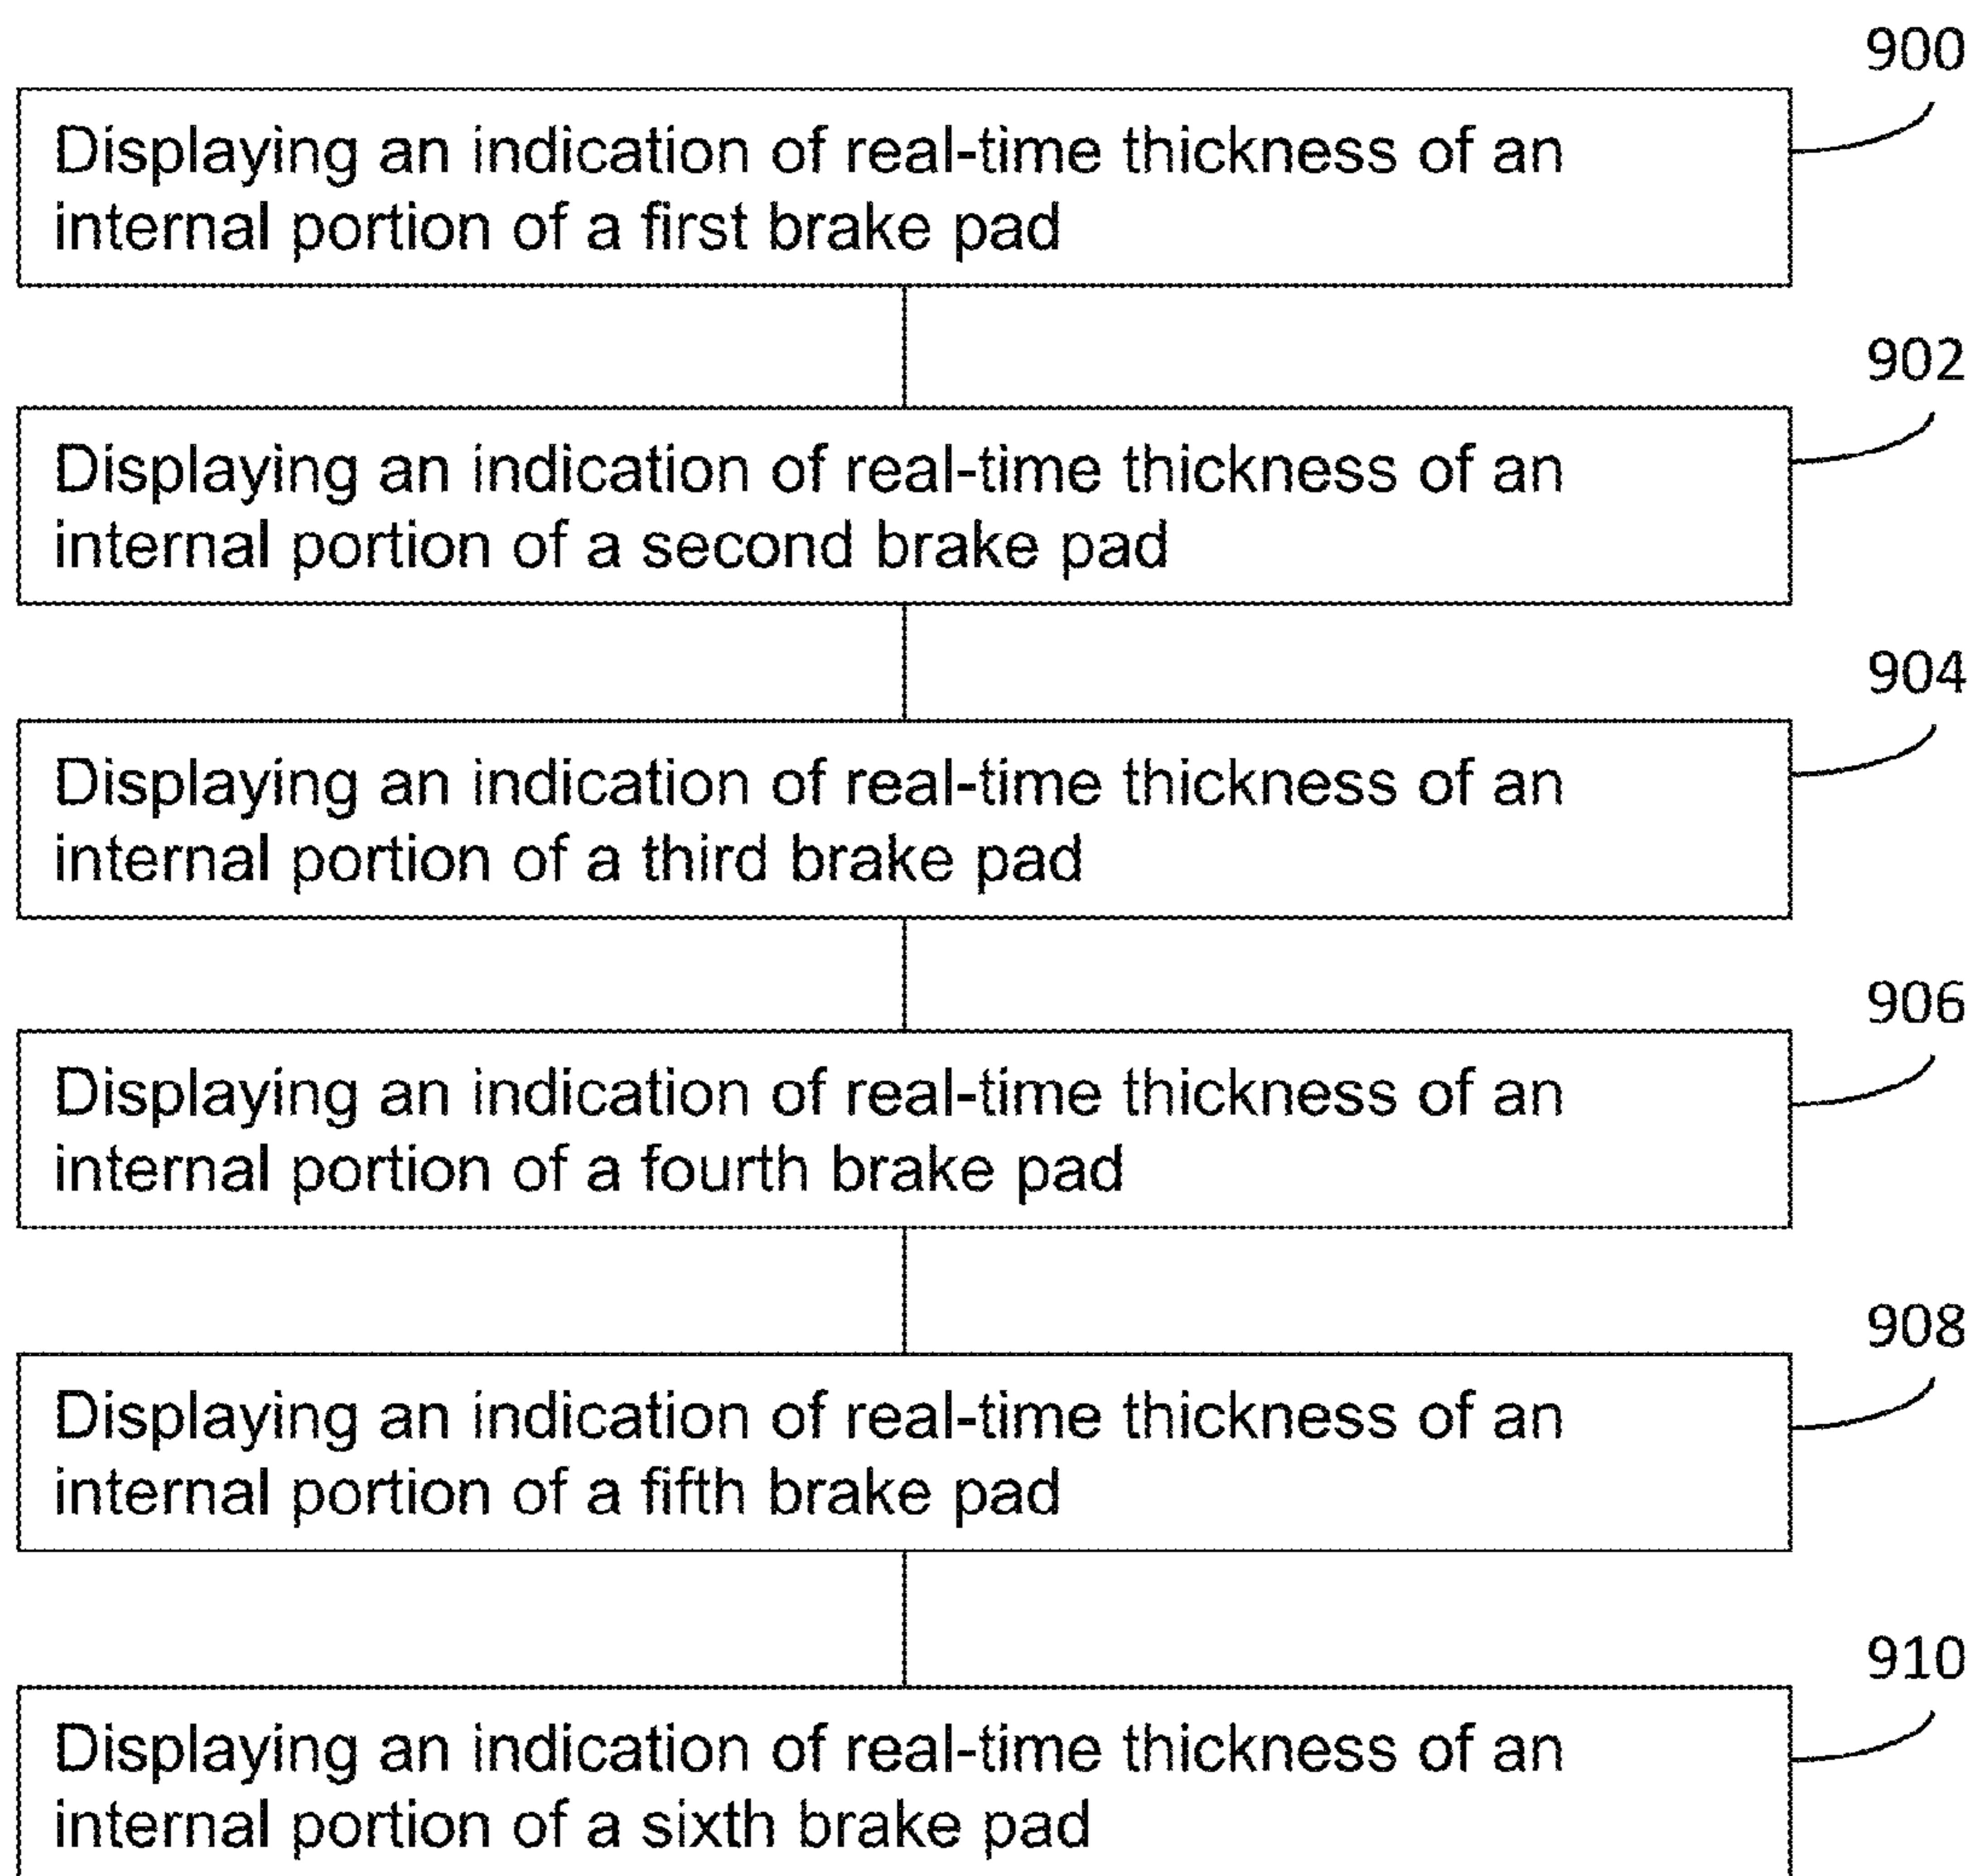 900
Displaying an indication of real-time thickness of an
internal portion of a first brake pad
902
Displaying an indication of real-time thickness of an
internal portion of a second brake pad
904
Displaying an indication of real-time thickness of an
internal portion of a third brake pad
906
Displaying an indication of real-time thickness of an
internal portion of a fourth brake pad
908
Displaying an indication of real-time thickness of an
internal portion of a fifth brake pad
910
Displaying an indication of real-time thickness of an
internal portion of a sixth brake pad